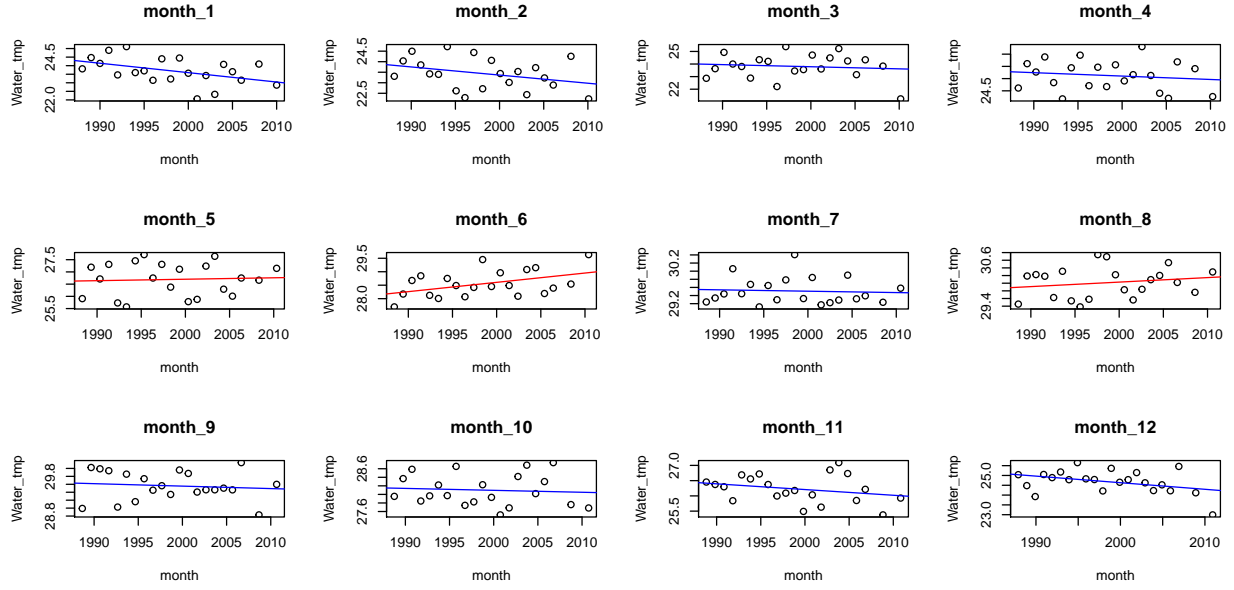 month_1 month_2 month_3 month_4
Water_tmp 22.0 24.5 Water_tmp 22.5 24.5 Water_tmp 22 25 Water_tmp 24.5
1990 1995 2000 2005 2010 1990 1995 2000 2005 2010 1990 1995 2000 2005 2010 1990 1995 2000 2005 2010
month month month month
month_5 month_6 month_7 month_8
Water_tmp 25.5 27.5 Water_tmp 28.0 29.5 Water_tmp 29.2 30.2 Water_tmp 29.4 30.6
1990 1995 2000 2005 2010 1990 1995 2000 2005 2010 1990 1995 2000 2005 2010 1990 1995 2000 2005 2010
month month month month
month_9 month_10 month_11 month_12
Water_tmp 28.8 29.8 Water_tmp 27.6 28.6 Water_tmp 25.5 27.0 Water_tmp 23.0 25.0
1990 1995 2000 2005 2010 1990 1995 2000 2005 2010 1990 1995 2000 2005 2010 1990 2000 2010
month month month month